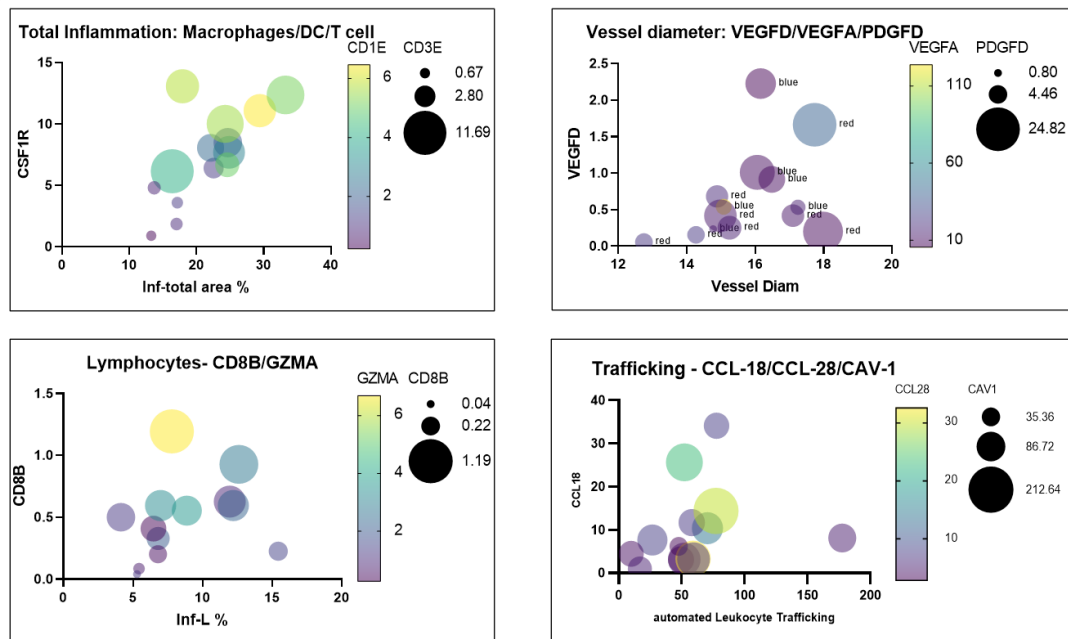 Total Inflammation: Macrophages/DC/T cell
CD1E CD3E
15
10
5
0
CSF1R
0 10 20 30 40
Inf-total area %
6
4
2
0.67
2.80
11.69
Vessel diameter: VEGFD/VEGFA/PDGFD
VEGFA PDGFD
2.5
2.0
1.5
1.0
0.5
0.0
VEGFD
blue
red
blue
blue
red
blue
blue
red
red
red
blue
red
red
red
12 14 16 18 20
Vessel Diam
110
60
10
0.80
4.46
24.82
Lymphocytes- CD8B/GZMA
GZMA CD8B
1.5
1.0
0.5
0.0
CD8B
0 5 10 15 20
Inf-L %
6
4
2
0.04
0.22
1.19
Trafficking - CCL-18/CCL-28/CAV-1
CCL28 CAV1
40
30
20
10
0
CCL18
0 50 100 150 200
automated Leukocyte Trafficking
30
20
10
35.36
86.72
212.64